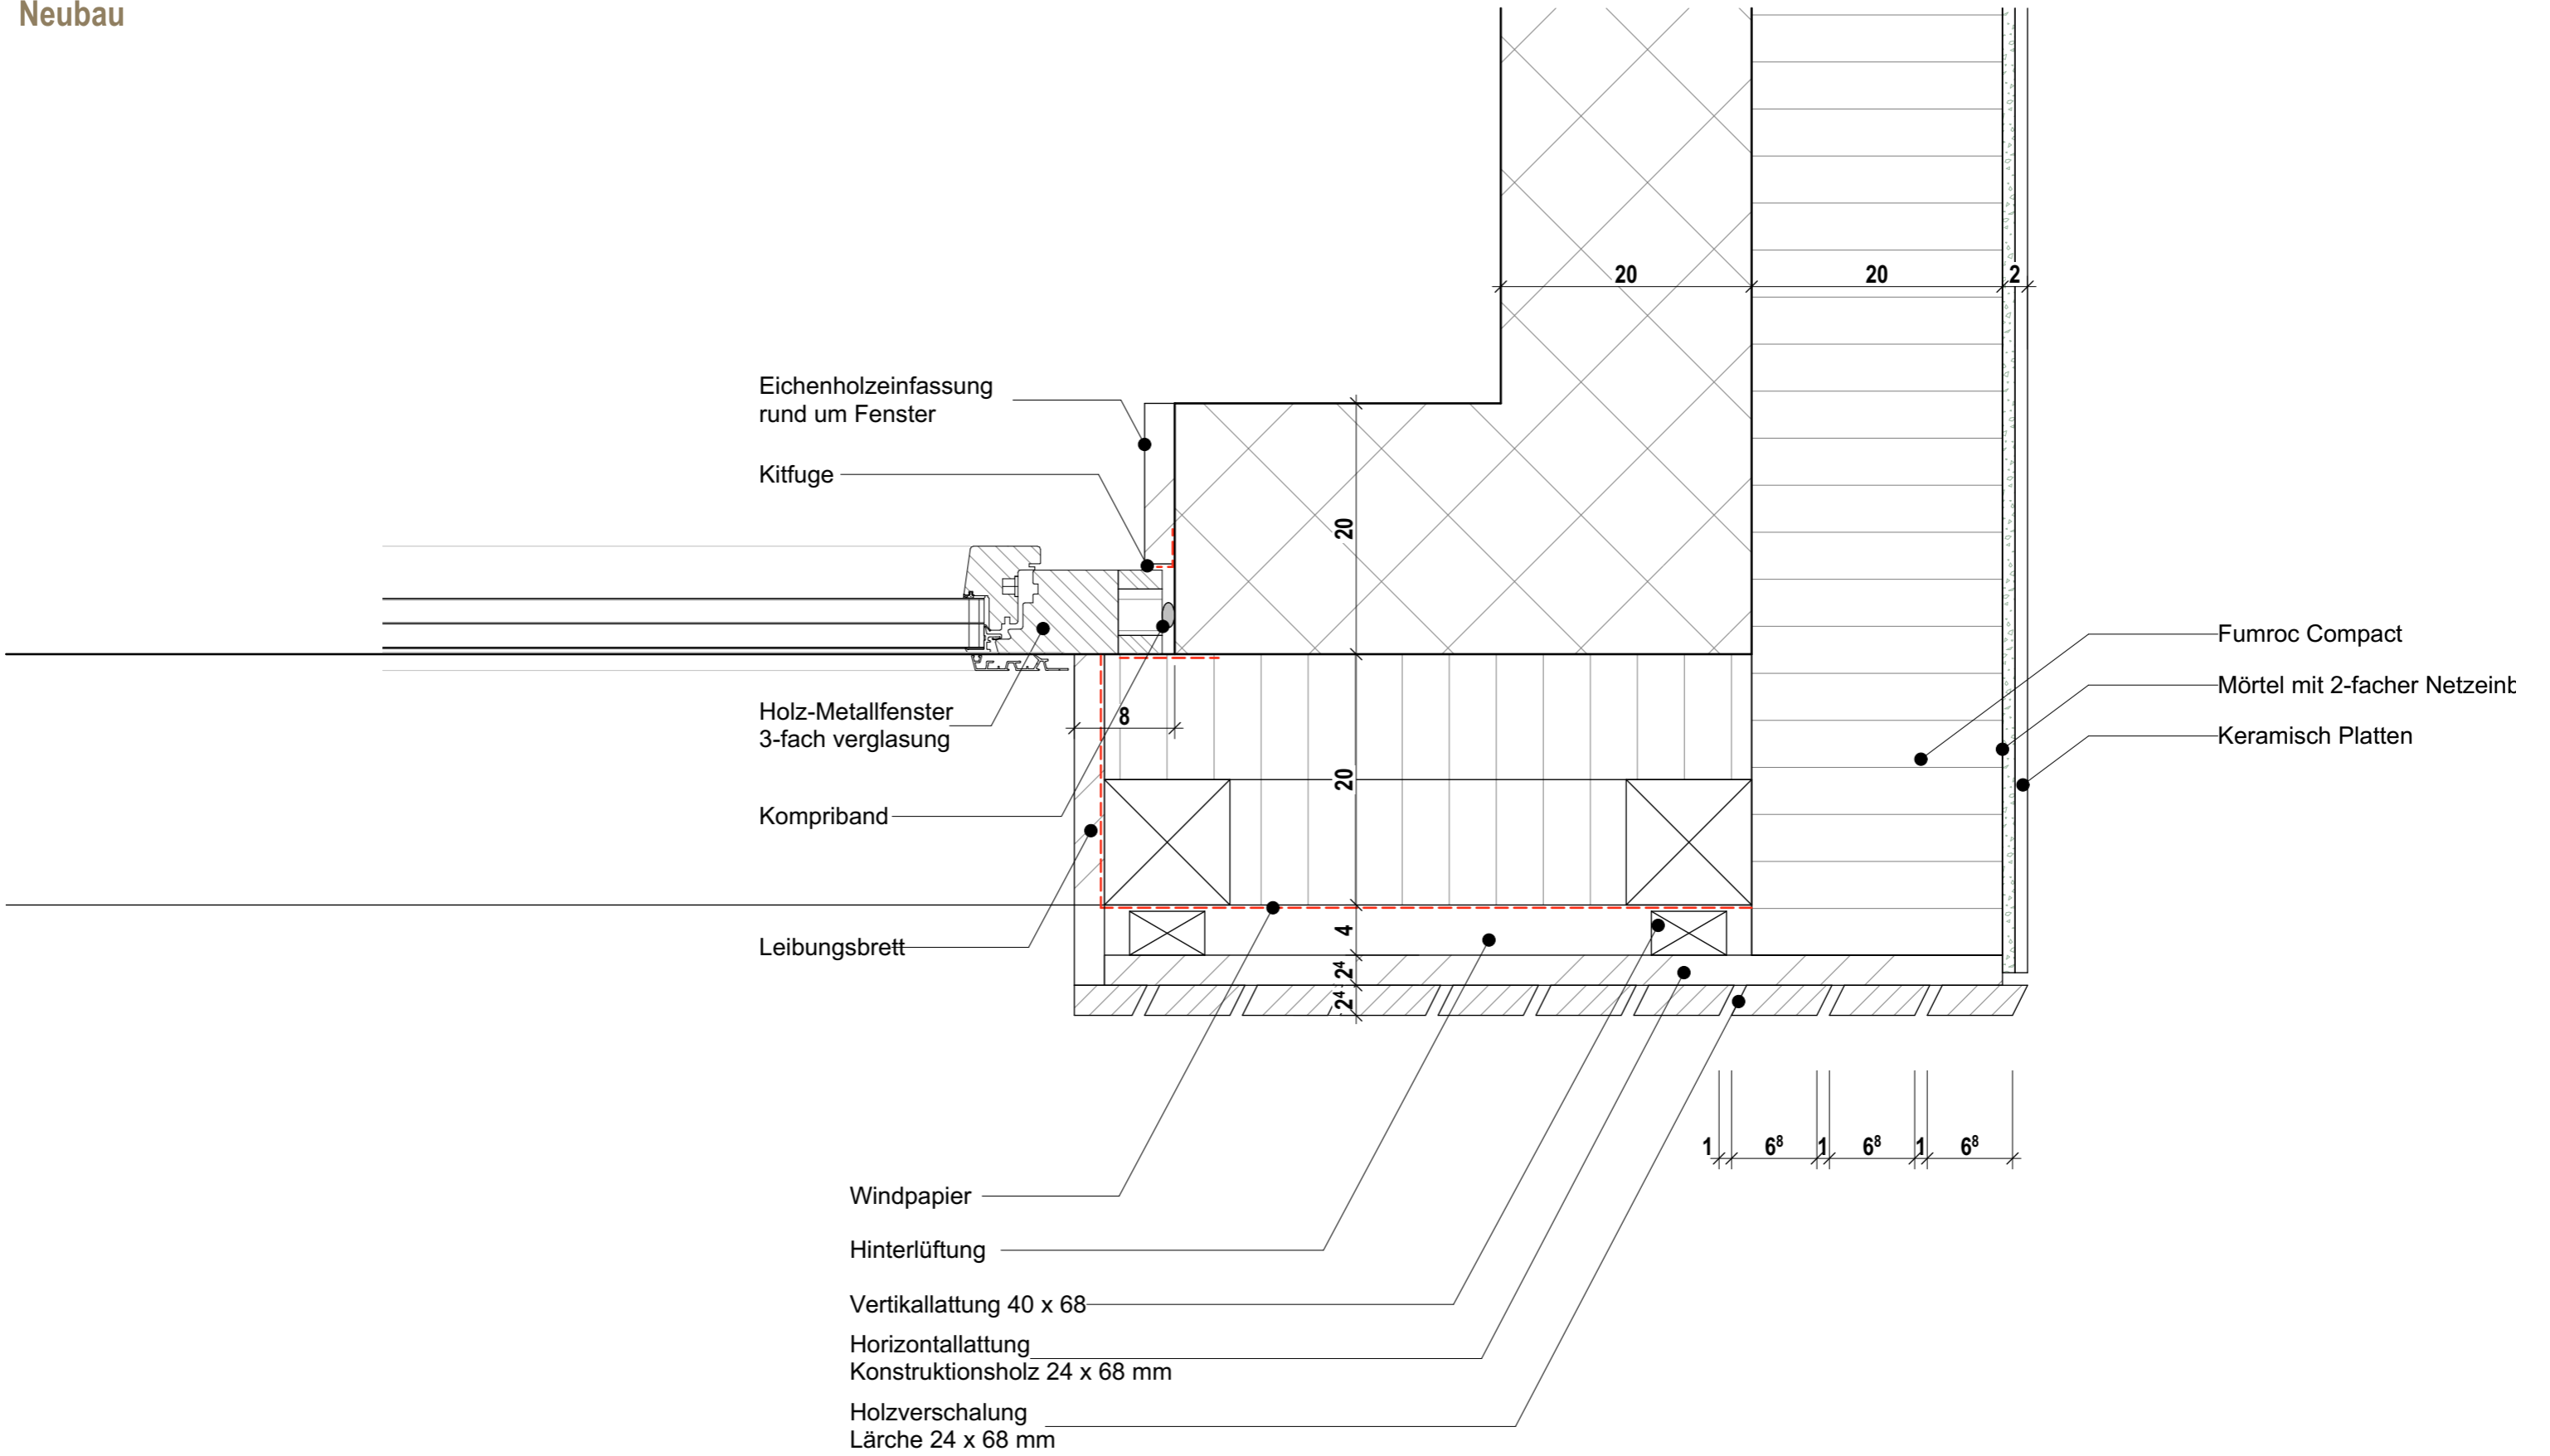 Neubau
20
20
2
Eichenholzeinfassung
rund um Fenster
Kitfuge
20
Fumroc Compact
Mörtel mit 2-facher Netzeinb
Keramisch Platten
Holz-Metallfenster
3-fach verglasung
8
20
Kompriband
Leibungsbrett
4
2⁴
2⁴
1
6⁸
1
6⁸
1
6⁸
Windpapier
Hinterlüftung
Vertikallattung 40 x 68
Horizontallattung
Konstruktionsholz 24 x 68 mm
Holzverschalung
Lärche 24 x 68 mm